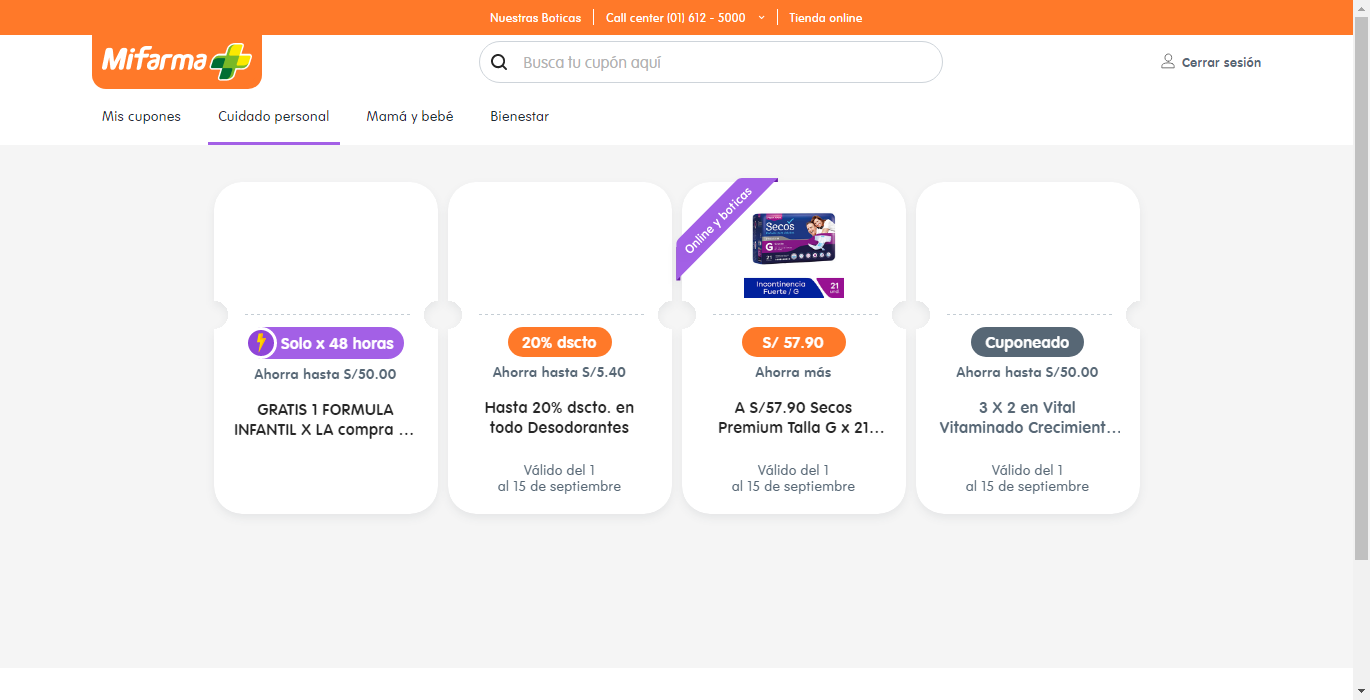 Nuestras Boticas
Call center (01) 612 - 5000
Tienda online
Mifarma
Busca tu cupón aquí
Cerrar sesión
Mis cupones
Cuidado personal
Mamá y bebé
Bienestar
Solo x 48 horas
Ahorra hasta S/50.00
GRATIS 1 FORMULA
INFANTIL X LA compra ...
20% dscto
Ahorra hasta S/5.40
Hasta 20% dscto. en
todo Desodorantes
Válido del 1
al 15 de septiembre
Online y boticas
Secos
G
21
Incontinencia
Fuerte / G
21
unid
S/ 57.90
Ahorra más
A S/57.90 Secos
Premium Talla G x 21...
Válido del 1
al 15 de septiembre
Cuponeado
Ahorra hasta S/50.00
3 X 2 en Vital
Vitaminado Creciment...
Válido del 1
al 15 de septiembre